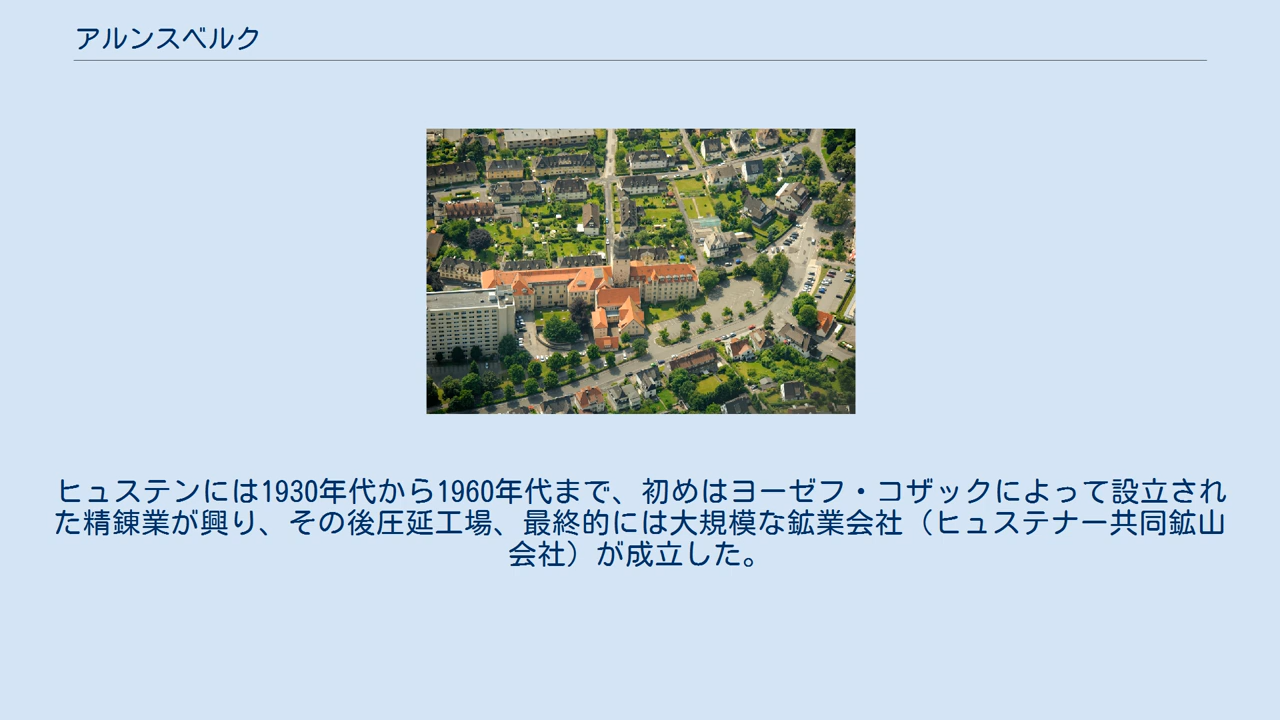 アルンスベルク
ヒュステンには1930年代から1960年代まで、初めはヨーゼフ・コザックによって設立され
た精錬業が興り、その後圧延工場、最終的には大規模な鉱業会社（ヒュステナー共同鉱山
会社）が成立した。